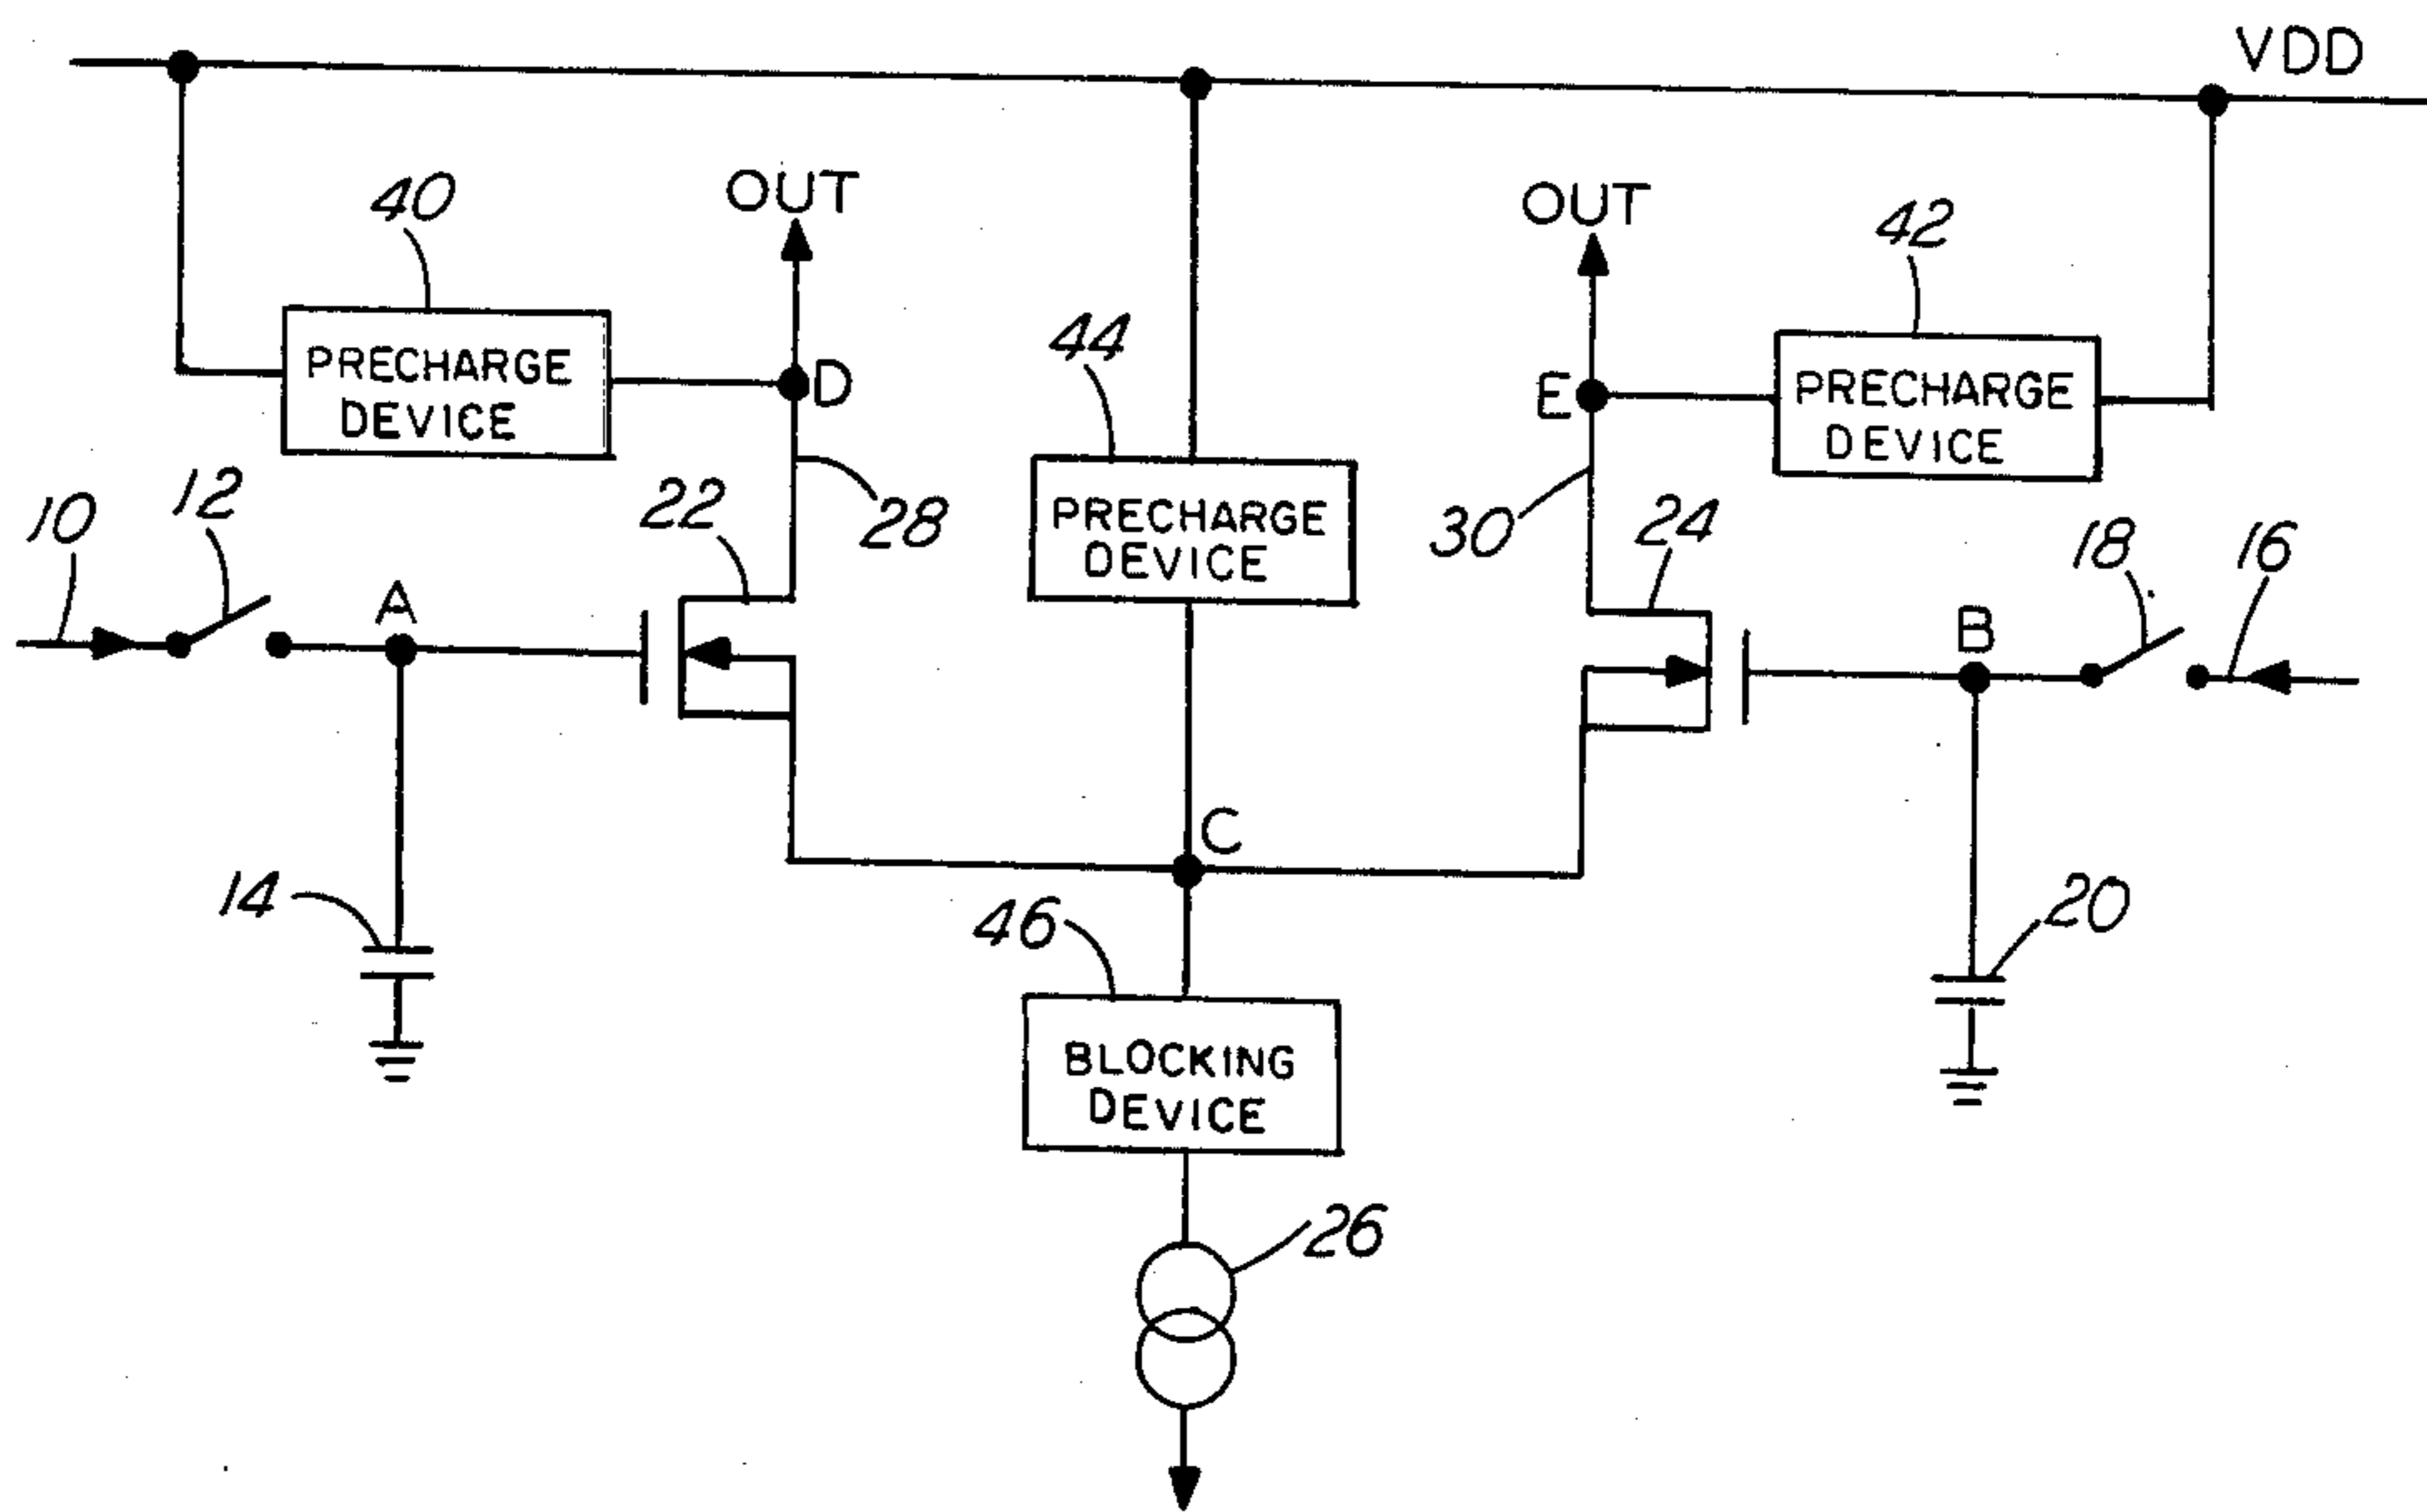 VDD
40
OUT
OUT
42
PRECHARGE
DEVICE
D
44
E
PRECHARGE
DEVICE
10
12
22
28
PRECHARGE
DEVICE
30
24
18
16
A
B
C
14
46
20
BLOCKING
DEVICE
26